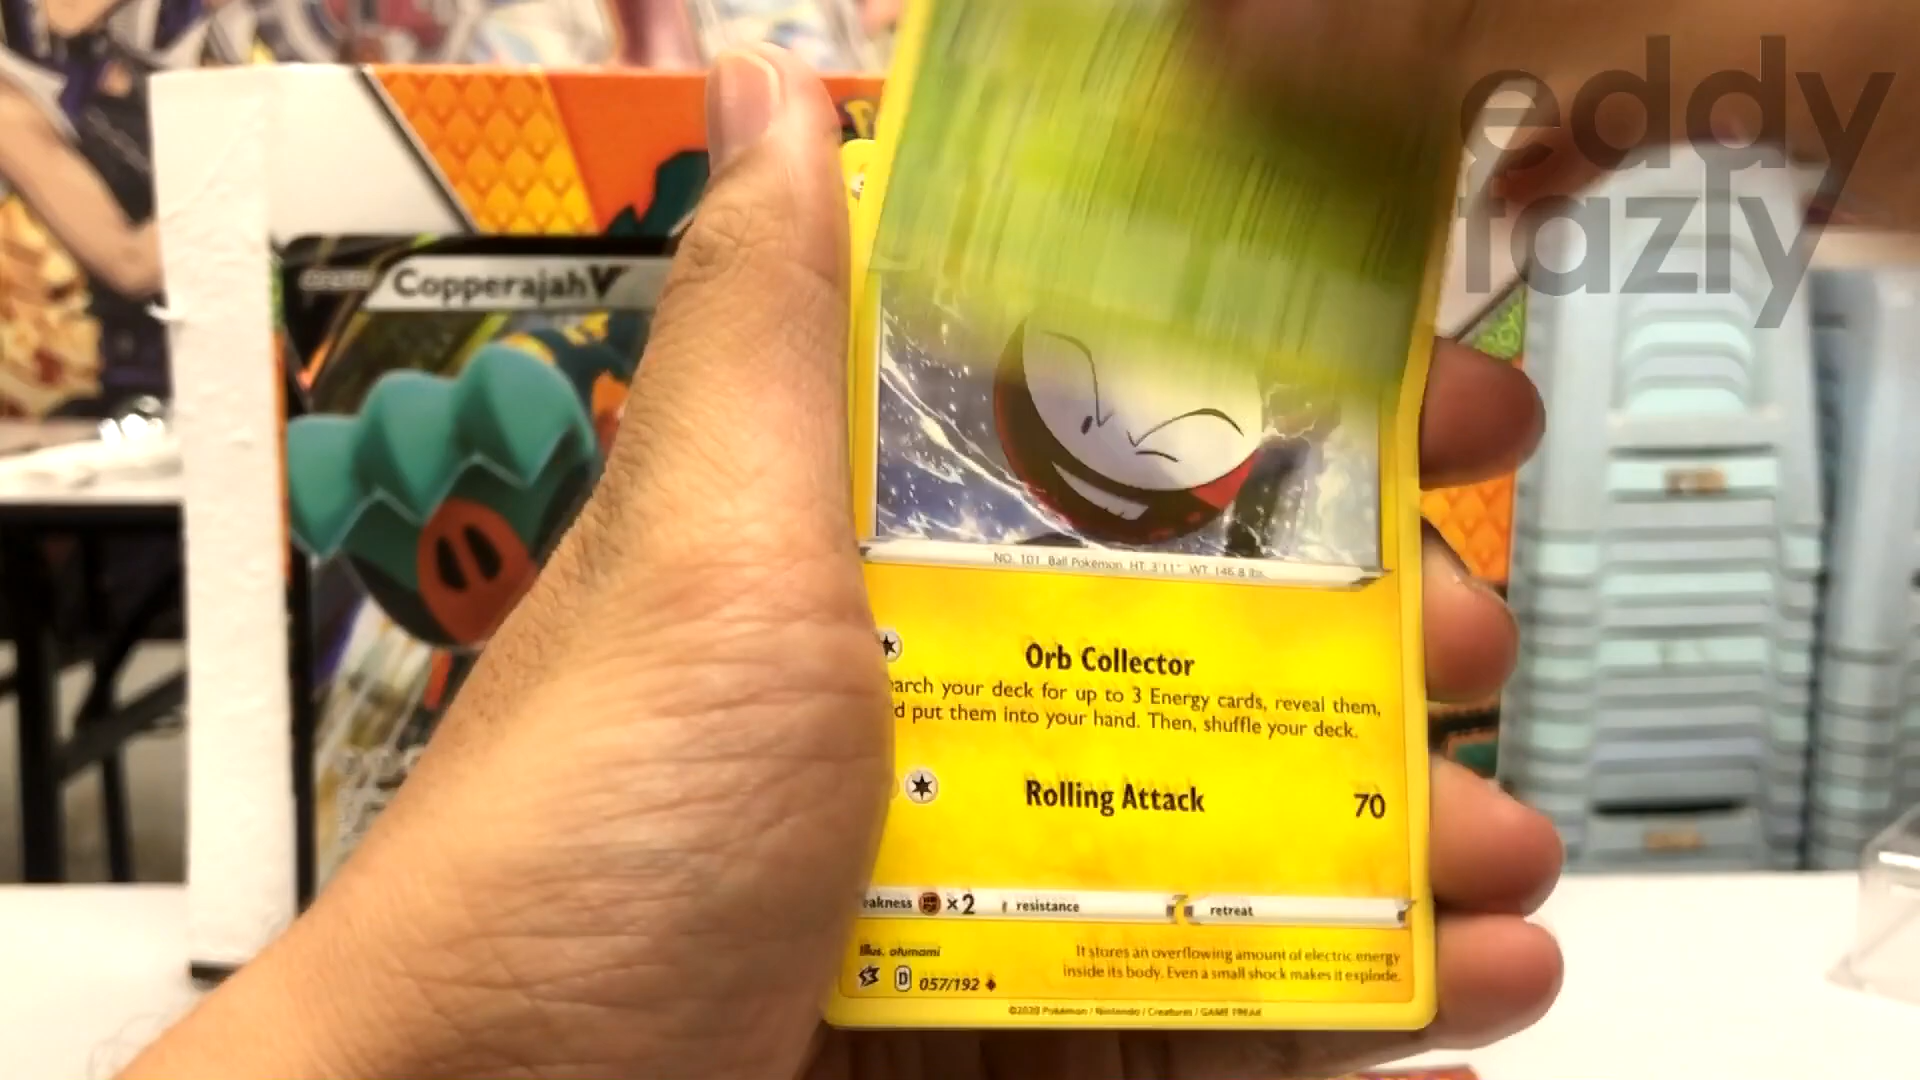 eddy
fazly
CopperajahV
NO. 101 Ball Pokémon HT: 3'11" WT: 146.8 lbs.
Orb Collector
arch your deck for up to 3 Energy cards, reveal them,
d put them into your hand. Then, shuffle your deck.
Rolling Attack 70
eakness ×2 resistance retreat
Illus. otumami
It stores an overflowing amount of electric energy
inside its body. Even a small shock makes it explode.
D 057/192
©2020 Pokémon / Nintendo / Creatures / GAME FREAK